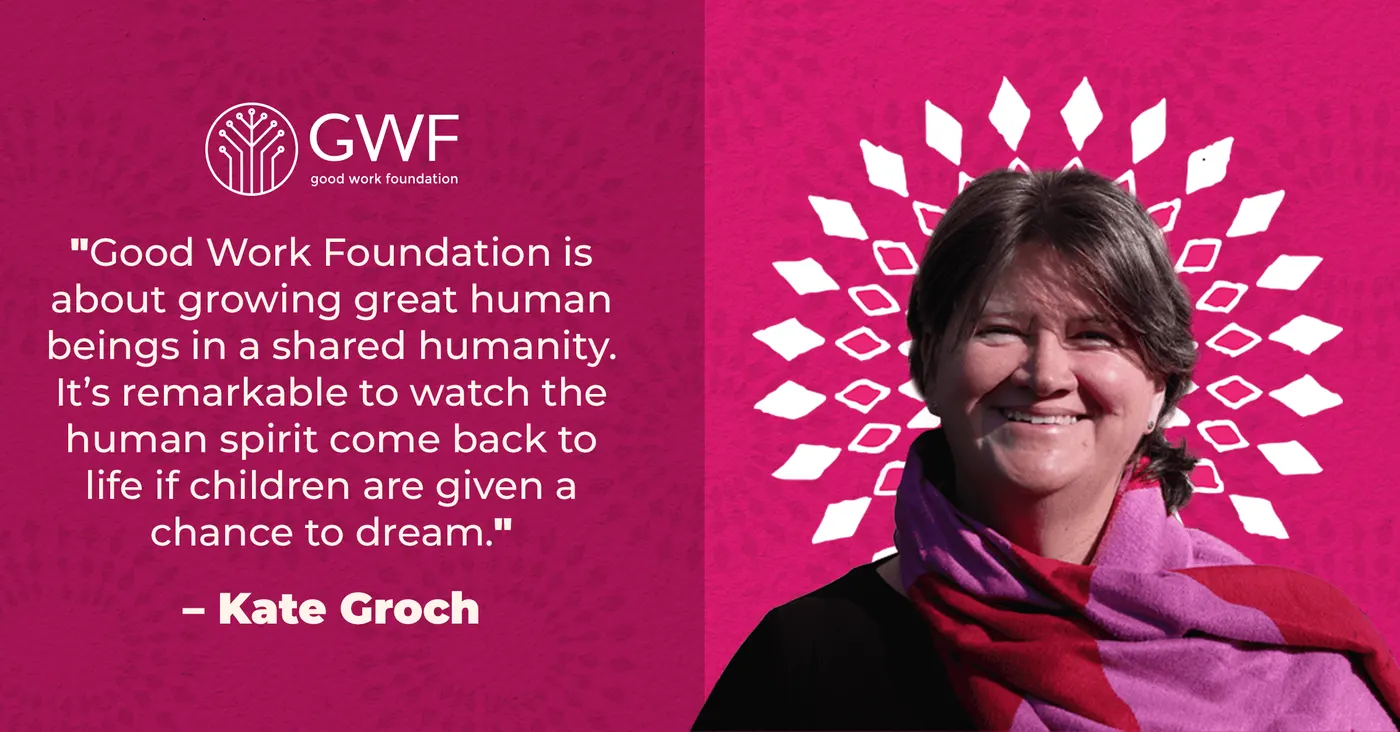 GWF
good work foundation
"Good Work Foundation is
about growing great human
beings in a shared humanity.
It’s remarkable to watch the
human spirit come back to
life if children are given a
chance to dream."
– Kate Groch